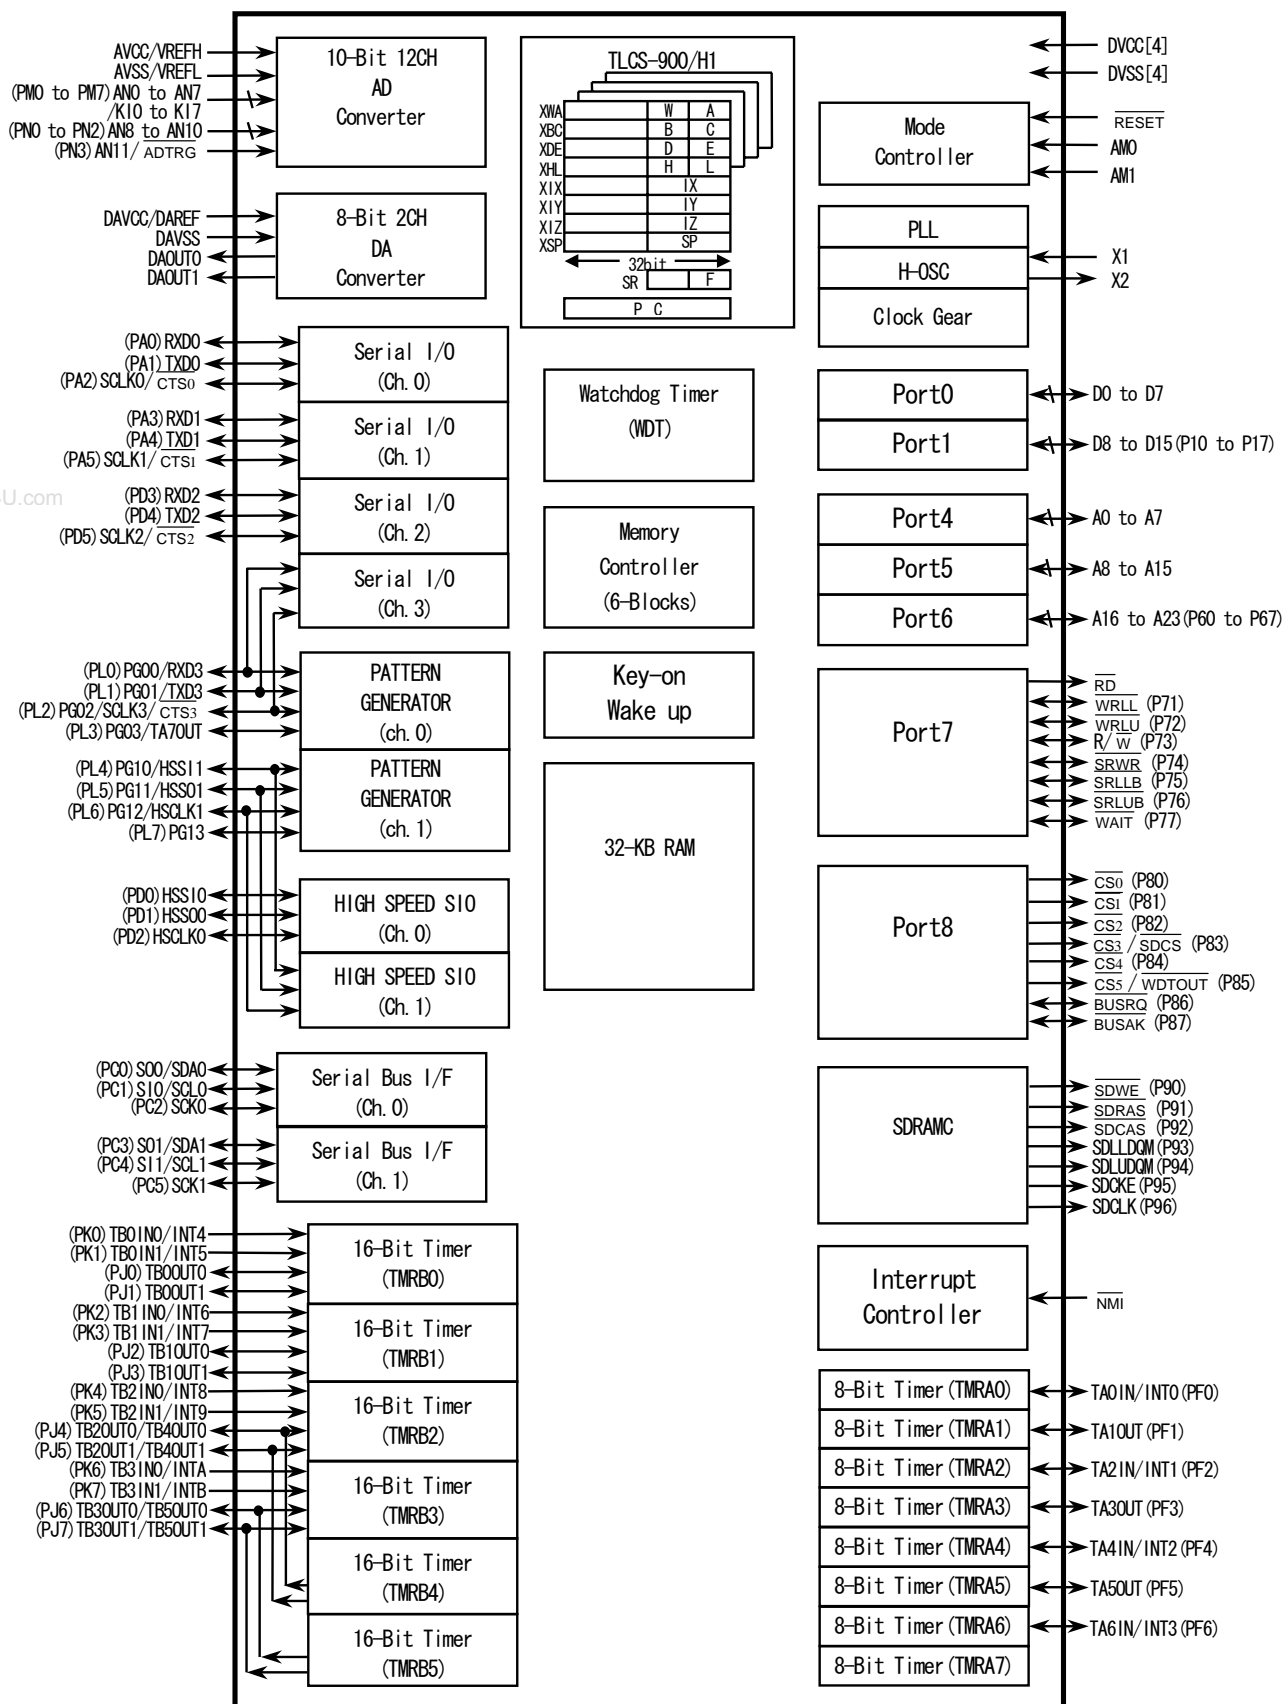 AVCC/VREFH
AVSS/VREFL
(PM0 to PM7)AN0 to AN7
/KI0 to KI7
(PN0 to PN2)AN8 to AN10
(PN3)AN11/ADTRG
10-Bit 12CH
AD
Converter
DAVCC/DAREF
DAVSS
DAOUT0
DAOUT1
8-Bit 2CH
DA
Converter
(PA0)RXD0
(PA1)TXD0
(PA2)SCLK0/CTS0
Serial I/O
(Ch.0)
(PA3)RXD1
(PA4)TXD1
(PA5)SCLK1/CTS1
Serial I/O
(Ch.1)
U.com
(PD3)RXD2
(PD4)TXD2
(PD5)SCLK2/CTS2
Serial I/O
(Ch.2)
Serial I/O
(Ch.3)
(PL0)PG00/RXD3
(PL1)PG01/TXD3
(PL2)PG02/SCLK3/CTS3
(PL3)PG03/TA7OUT
PATTERN
GENERATOR
(ch.0)
(PL4)PG10/HSSI1
(PL5)PG11/HSSO1
(PL6)PG12/HSCLK1
(PL7)PG13
PATTERN
GENERATOR
(ch.1)
(PD0)HSSI0
(PD1)HSSO0
(PD2)HSCLK0
HIGH SPEED SIO
(Ch.0)
HIGH SPEED SIO
(Ch.1)
(PC0)SO0/SDA0
(PC1)SI0/SCL0
(PC2)SCK0
Serial Bus I/F
(Ch.0)
(PC3)SO1/SDA1
(PC4)SI1/SCL1
(PC5)SCK1
Serial Bus I/F
(Ch.1)
(PK0)TB0IN0/INT4
(PK1)TB0IN1/INT5
(PJ0)TB0OUT0
(PJ1)TB0OUT1
16-Bit Timer
(TMRB0)
(PK2)TB1IN0/INT6
(PK3)TB1IN1/INT7
(PJ2)TB1OUT0
(PJ3)TB1OUT1
16-Bit Timer
(TMRB1)
(PK4)TB2IN0/INT8
(PK5)TB2IN1/INT9
(PJ4)TB2OUT0/TB4OUT0
(PJ5)TB2OUT1/TB4OUT1
16-Bit Timer
(TMRB2)
(PK6)TB3IN0/INTA
(PK7)TB3IN1/INTB
(PJ6)TB3OUT0/TB5OUT0
(PJ7)TB3OUT1/TB5OUT1
16-Bit Timer
(TMRB3)
16-Bit Timer
(TMRB4)
16-Bit Timer
(TMRB5)
TLCS-900/H1
XWA W A
XBC B C
XDE D E
XHL H L
XIX IX
XIY IY
XIZ IZ
XSP SP
32bit
SR F
P C
Watchdog Timer
(WDT)
Memory
Controller
(6-Blocks)
Key-on
Wake up
32-KB RAM
DVCC[4]
DVSS[4]
Mode
Controller
RESET
AM0
AM1
PLL
H-OSC
Clock Gear
X1
X2
Port0
D0 to D7
Port1
D8 to D15(P10 to P17)
Port4
A0 to A7
Port5
A8 to A15
Port6
A16 to A23(P60 to P67)
Port7
RD
WRLL (P71)
WRLU (P72)
R/W (P73)
SRWR (P74)
SRLLB (P75)
SRLUB (P76)
WAIT (P77)
Port8
CS0 (P80)
CS1 (P81)
CS2 (P82)
CS3 / SDCS (P83)
CS4 (P84)
CS5 / WDTOUT (P85)
BUSRQ (P86)
BUSAK (P87)
SDRAMC
SDWE (P90)
SDRAS (P91)
SDCAS (P92)
SDLLDQM(P93)
SDLUDQM(P94)
SDCKE(P95)
SDCLK(P96)
Interrupt
Controller
NMI
8-Bit Timer(TMRA0)
TA0IN/INT0(PF0)
8-Bit Timer(TMRA1)
TA1OUT(PF1)
8-Bit Timer(TMRA2)
TA2IN/INT1(PF2)
8-Bit Timer(TMRA3)
TA3OUT(PF3)
8-Bit Timer(TMRA4)
TA4IN/INT2(PF4)
8-Bit Timer(TMRA5)
TA5OUT(PF5)
8-Bit Timer(TMRA6)
TA6IN/INT3(PF6)
8-Bit Timer(TMRA7)